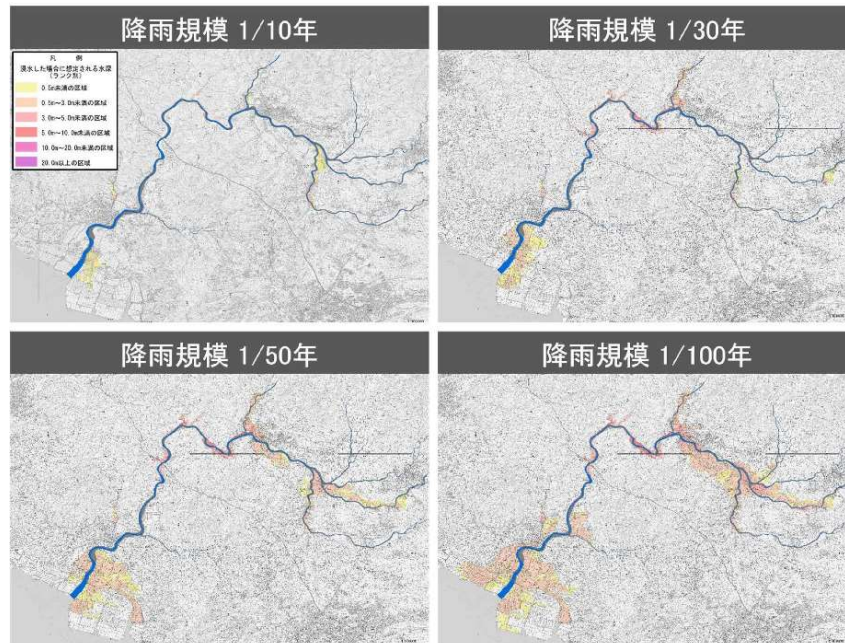 降雨規模 1/10年
降雨規模 1/30年
凡 例
浸水した場合に想定される水深
(ランク別)
0.5m未満の区域
0.5m～3.0m未満の区域
3.0m～5.0m未満の区域
5.0m～10.0m未満の区域
10.0m～20.0m未満の区域
20.0m以上の区域
降雨規模 1/50年
降雨規模 1/100年